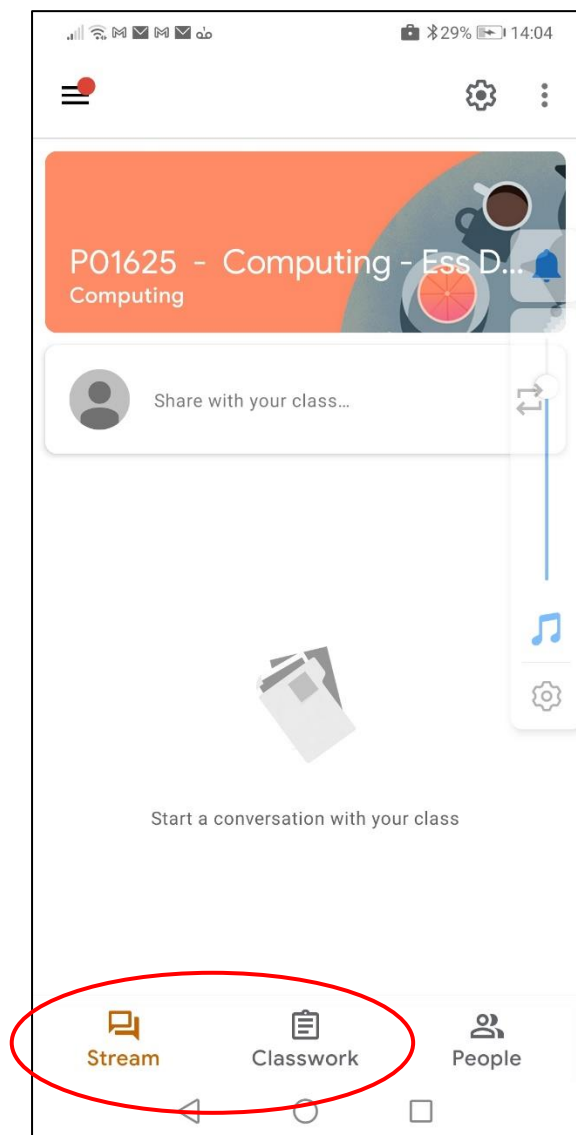 29% 14:04
P01625 - Computing - Ess D...
Computing
Share with your class...
Start a conversation with your class
Stream Classwork People